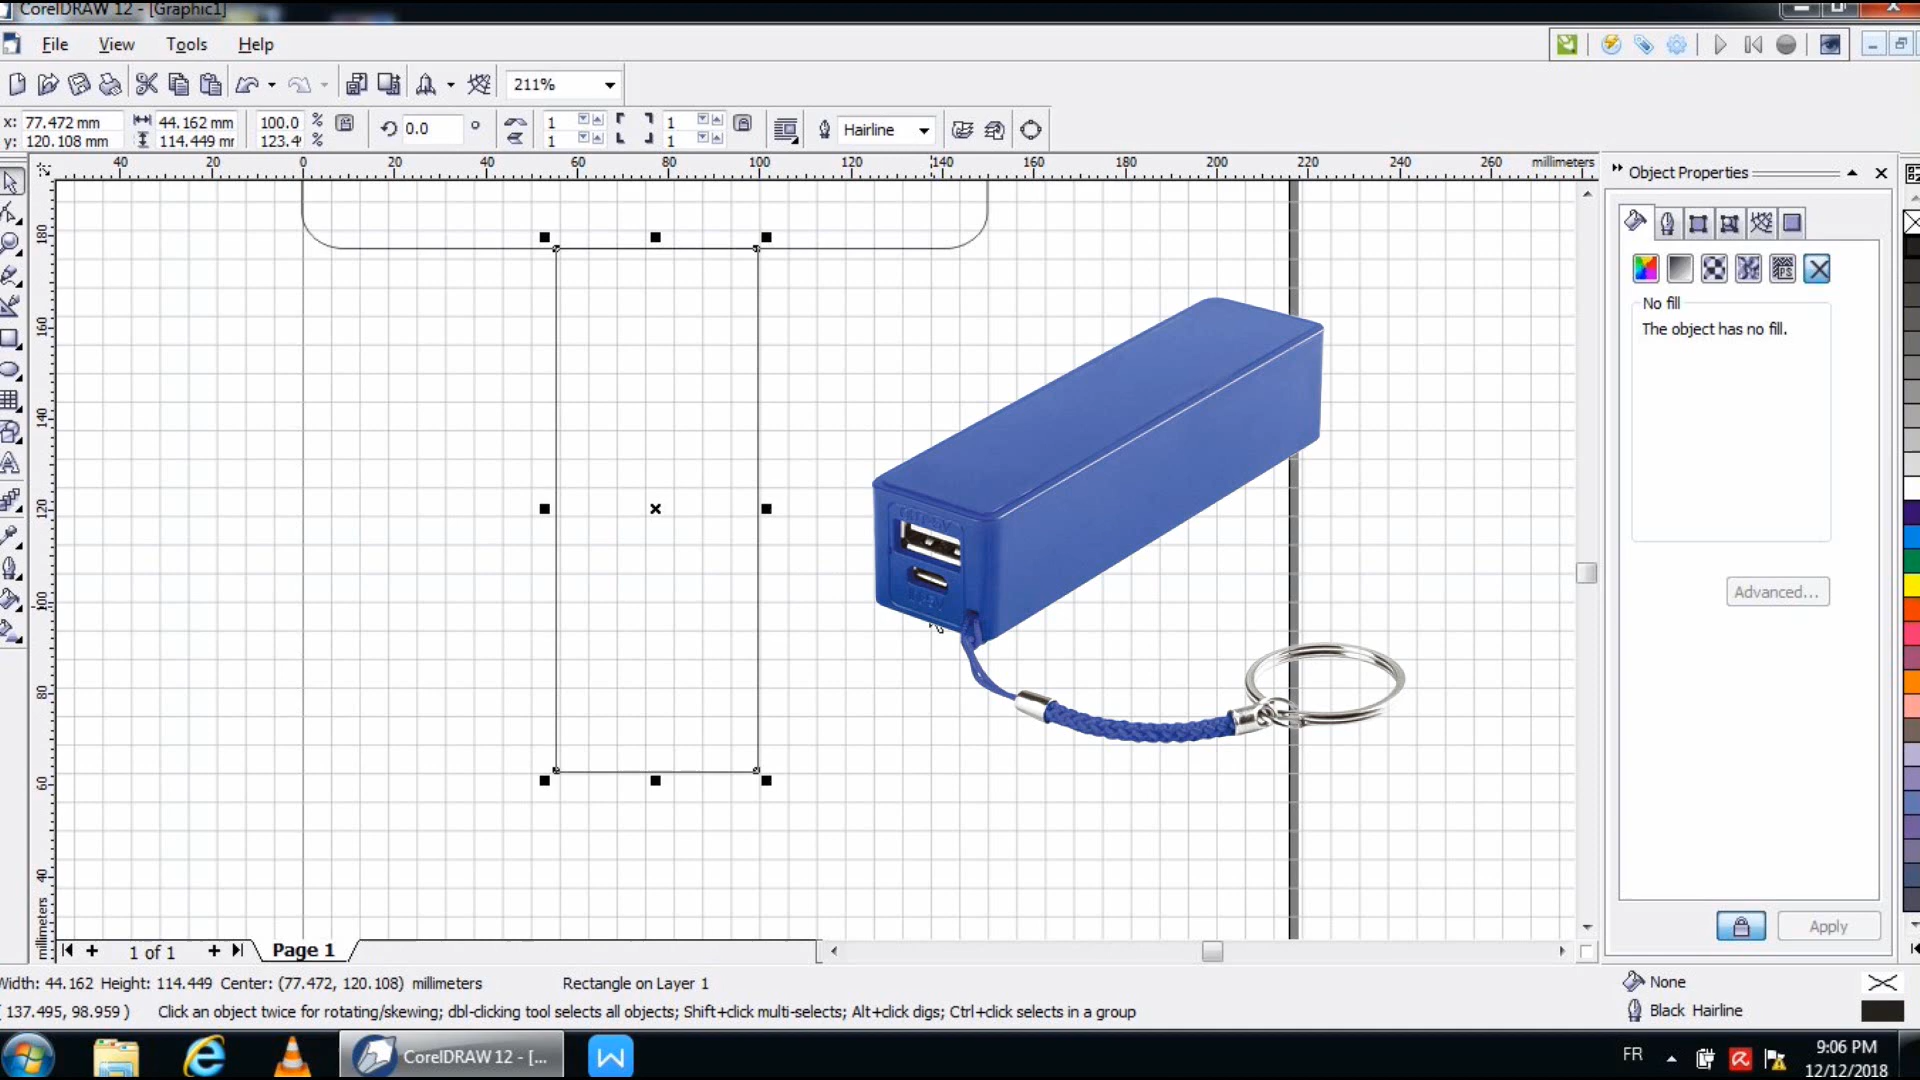 CorelDRAW 12 - [Graphic1]
File View Tools Help
211%
x: 77.472 mm 44.162 mm 100.0 % 0.0 ° 1 1 Hairline
y: 120.108 mm 114.449 mr 123.4 % 1 1
40 20 0 20 40 60 80 100 120 140 160 180 200 220 240 260 millimeters
Object Properties
180
160
140
120
100
80
60
40
millimeters
No fill
The object has no fill.
Advanced...
Apply
1 of 1 Page 1
Width: 44.162 Height: 114.449 Center: (77.472, 120.108) millimeters Rectangle on Layer 1
None
( 137.495, 98.959 ) Click an object twice for rotating/skewing; dbl-clicking tool selects all objects; Shift+click multi-selects; Alt+click digs; Ctrl+click selects in a group
Black Hairline
CorelDRAW 12 - [...
FR
9:06 PM
12/12/2018